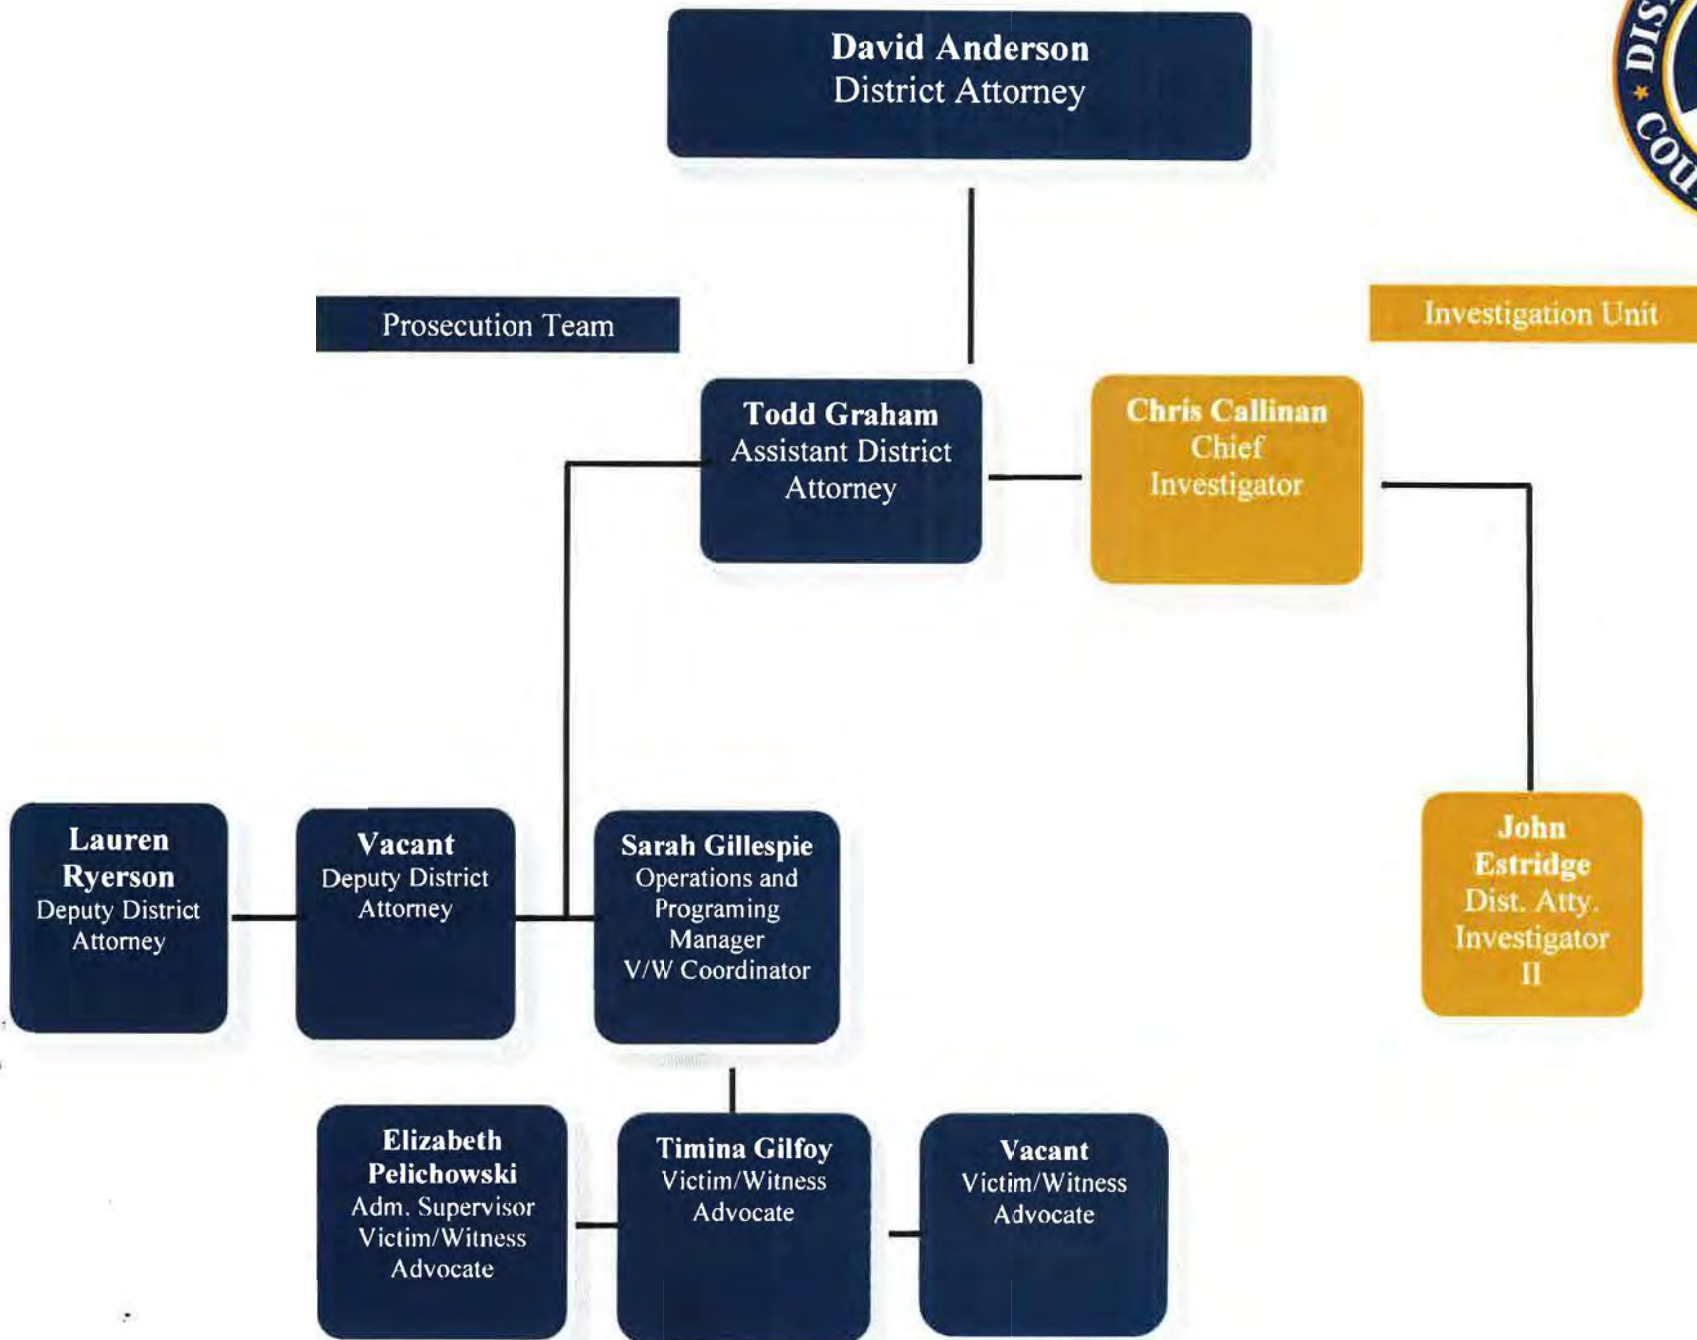 David Anderson
District Attorney
Prosecution Team
Investigation Unit
Todd Graham
Assistant District
Attorney
Chris Callinan
Chief
Investigator
Lauren
Ryerson
Deputy District
Attorney
Vacant
Deputy District
Attorney
Sarah Gillespie
Operations and
Programing
Manager
V/W Coordinator
John
Estridge
Dist. Atty.
Investigator
II
Elizabeth
Pelichowski
Adm. Supervisor
Victim/Witness
Advocate
Timina Gilfoy
Victim/Witness
Advocate
Vacant
Victim/Witness
Advocate